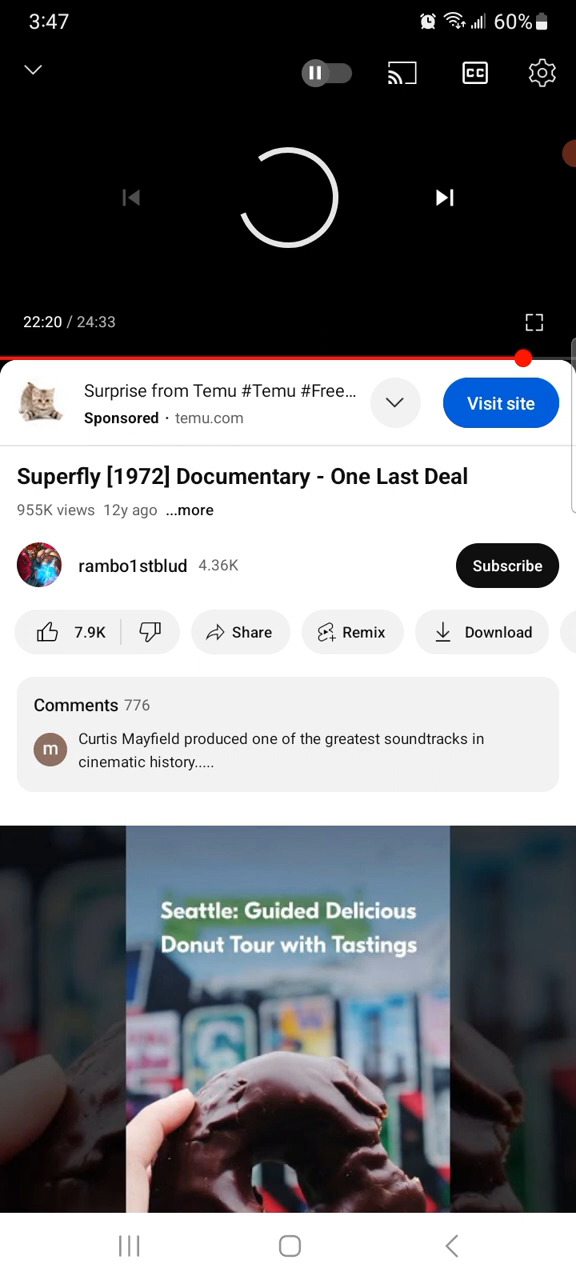 3:47
60%
CC
22:20 / 24:33
Surprise from Temu #Temu #Free...
Sponsored · temu.com
Visit site
Superfly [1972] Documentary - One Last Deal
955K views 12y ago ...more
rambo1stblud 4.36K
Subscribe
7.9K
Share
Remix
Download
Comments 776
m
Curtis Mayfield produced one of the greatest soundtracks in
cinematic history.....
Seattle: Guided Delicious
Donut Tour with Tastings